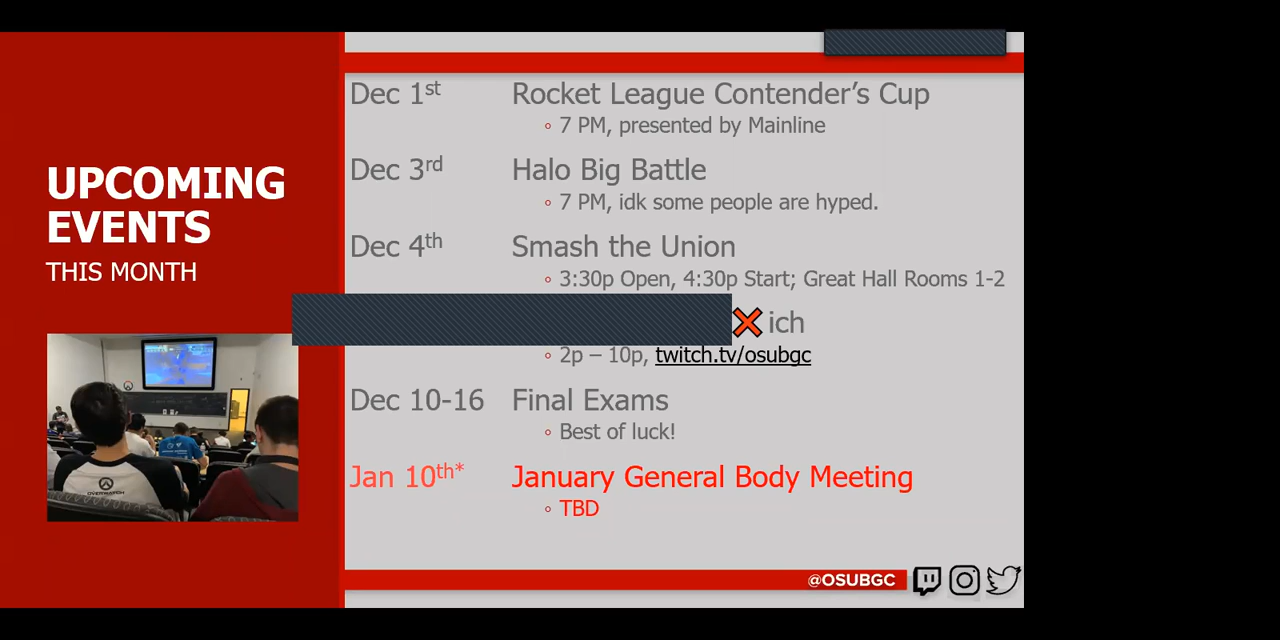 UPCOMING
EVENTS
THIS MONTH
Dec 1st Rocket League Contender's Cup
◦ 7 PM, presented by Mainline
Dec 3rd Halo Big Battle
◦ 7 PM, idk some people are hyped.
Dec 4th Smash the Union
◦ 3:30p Open, 4:30p Start; Great Hall Rooms 1-2
ich
◦ 2p – 10p, twitch.tv/osubgc
Dec 10-16 Final Exams
◦ Best of luck!
Jan 10th* January General Body Meeting
◦ TBD
@OSUBGC
OVERWATCH